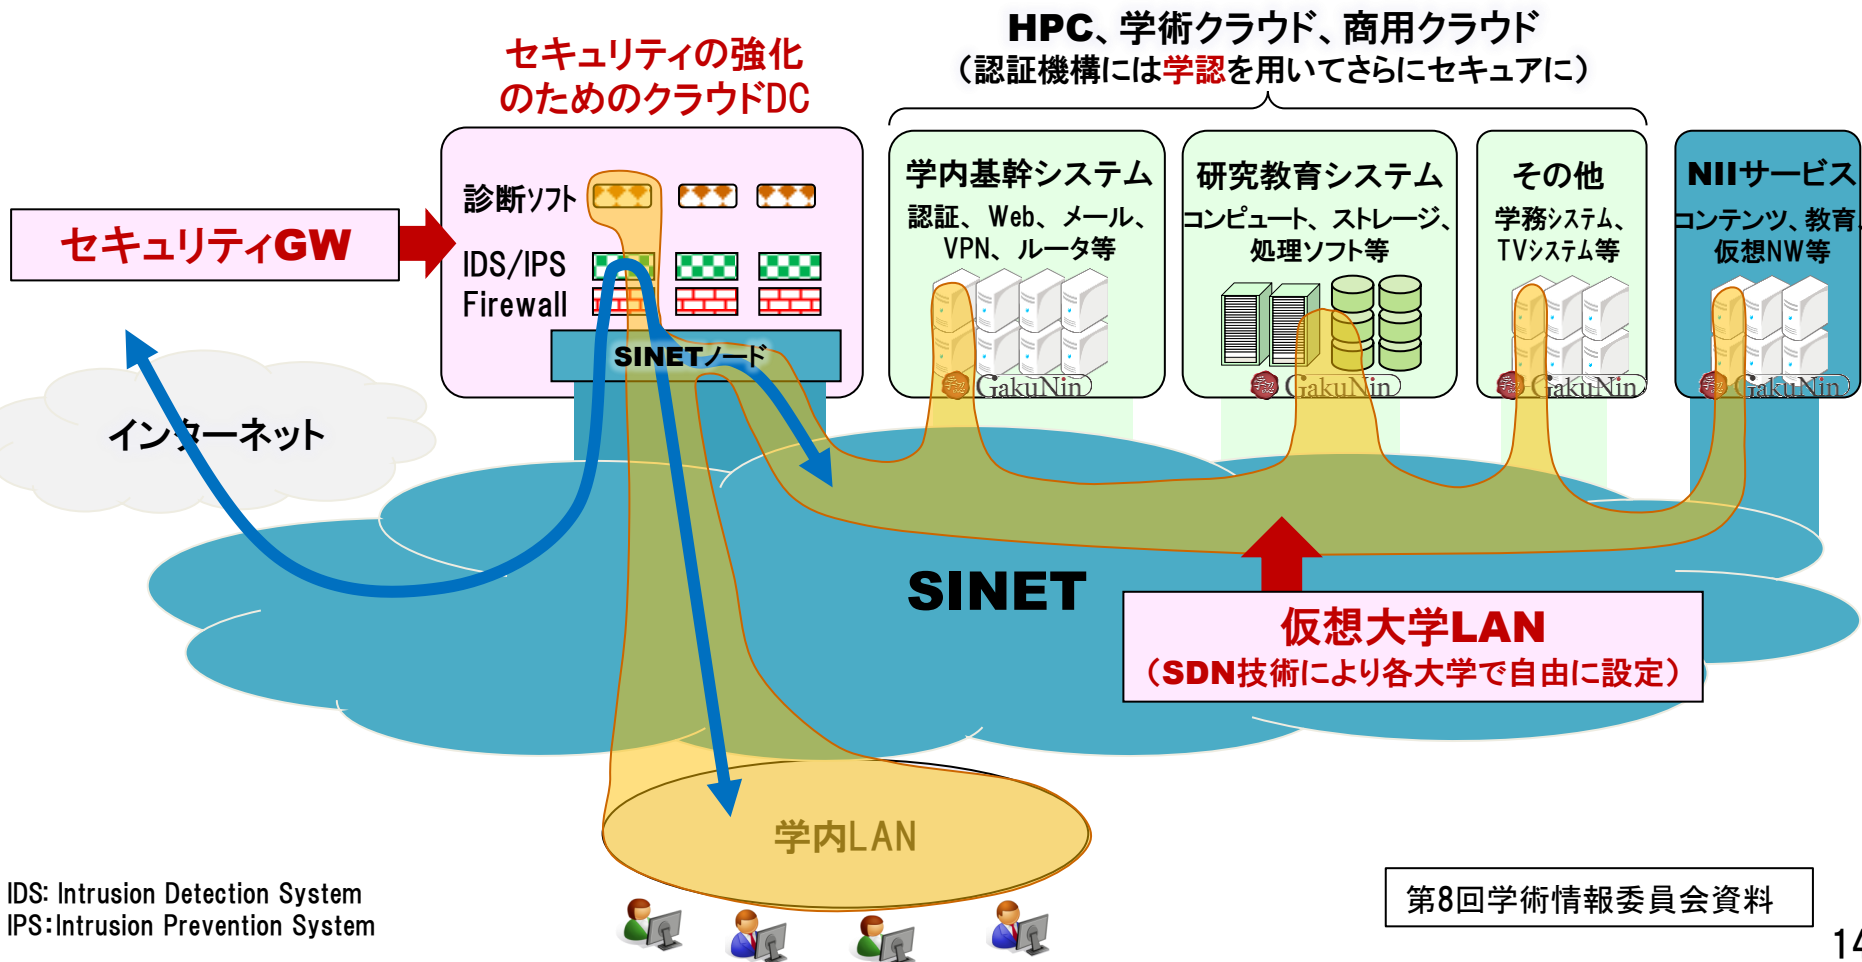 HPC、学術クラウド、商用クラウド
（認証機構には学認を用いてさらにセキュアに）
セキュリティの強化
のためのクラウドDC
セキュリティGW
診断ソフト
IDS/IPS
Firewall
SINETノード
学内基幹システム
認証、Web、メール、
VPN、ルータ等
GakuNin
研究教育システム
コンピュート、ストレージ、
処理ソフト等
GakuNin
その他
学務システム、
TVシステム等
GakuNin
NIIサービス
コンテンツ、教育、
仮想NW等
GakuNin
インターネット
SINET
仮想大学LAN
（SDN技術により各大学で自由に設定）
学内LAN
IDS: Intrusion Detection System
IPS：Intrusion Prevention System
第8回学術情報委員会資料
14